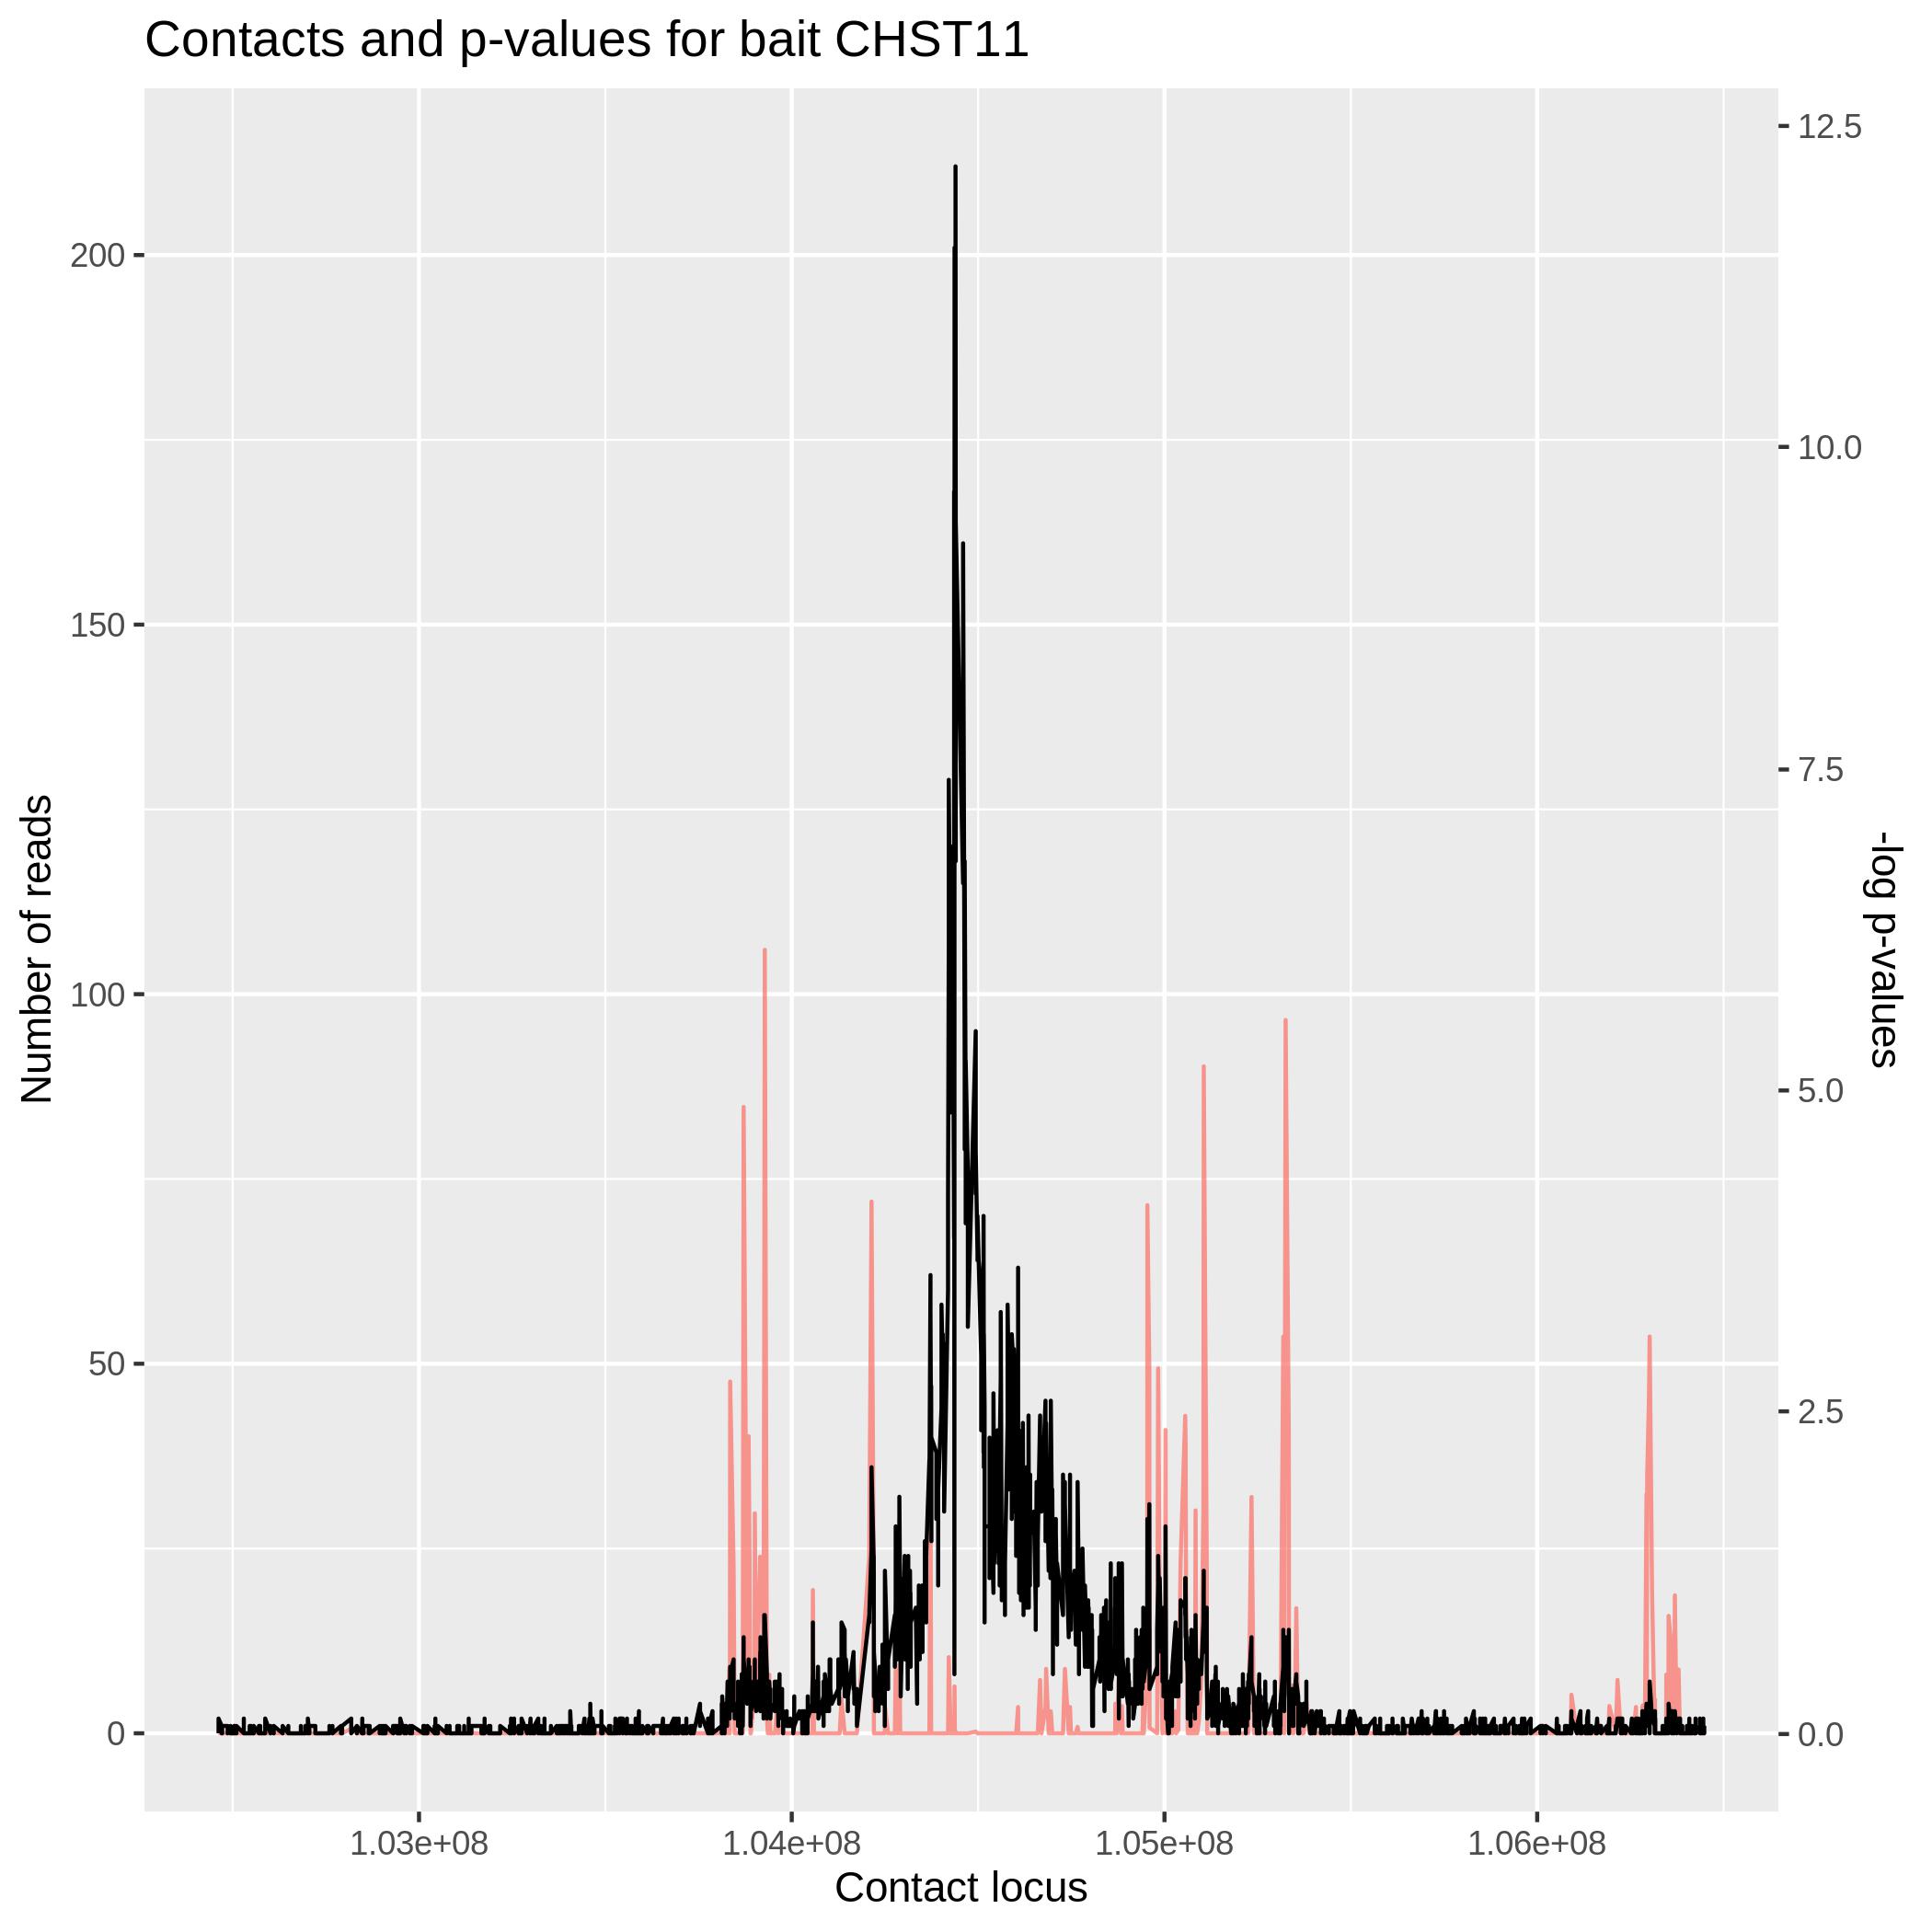 Contacts and p-values for bait CHST11
200
150
100
50
0
Number of reads
12.5
10.0
7.5
5.0
2.5
0.0
-log p-values
1.03e+08
1.04e+08
1.05e+08
1.06e+08
Contact locus